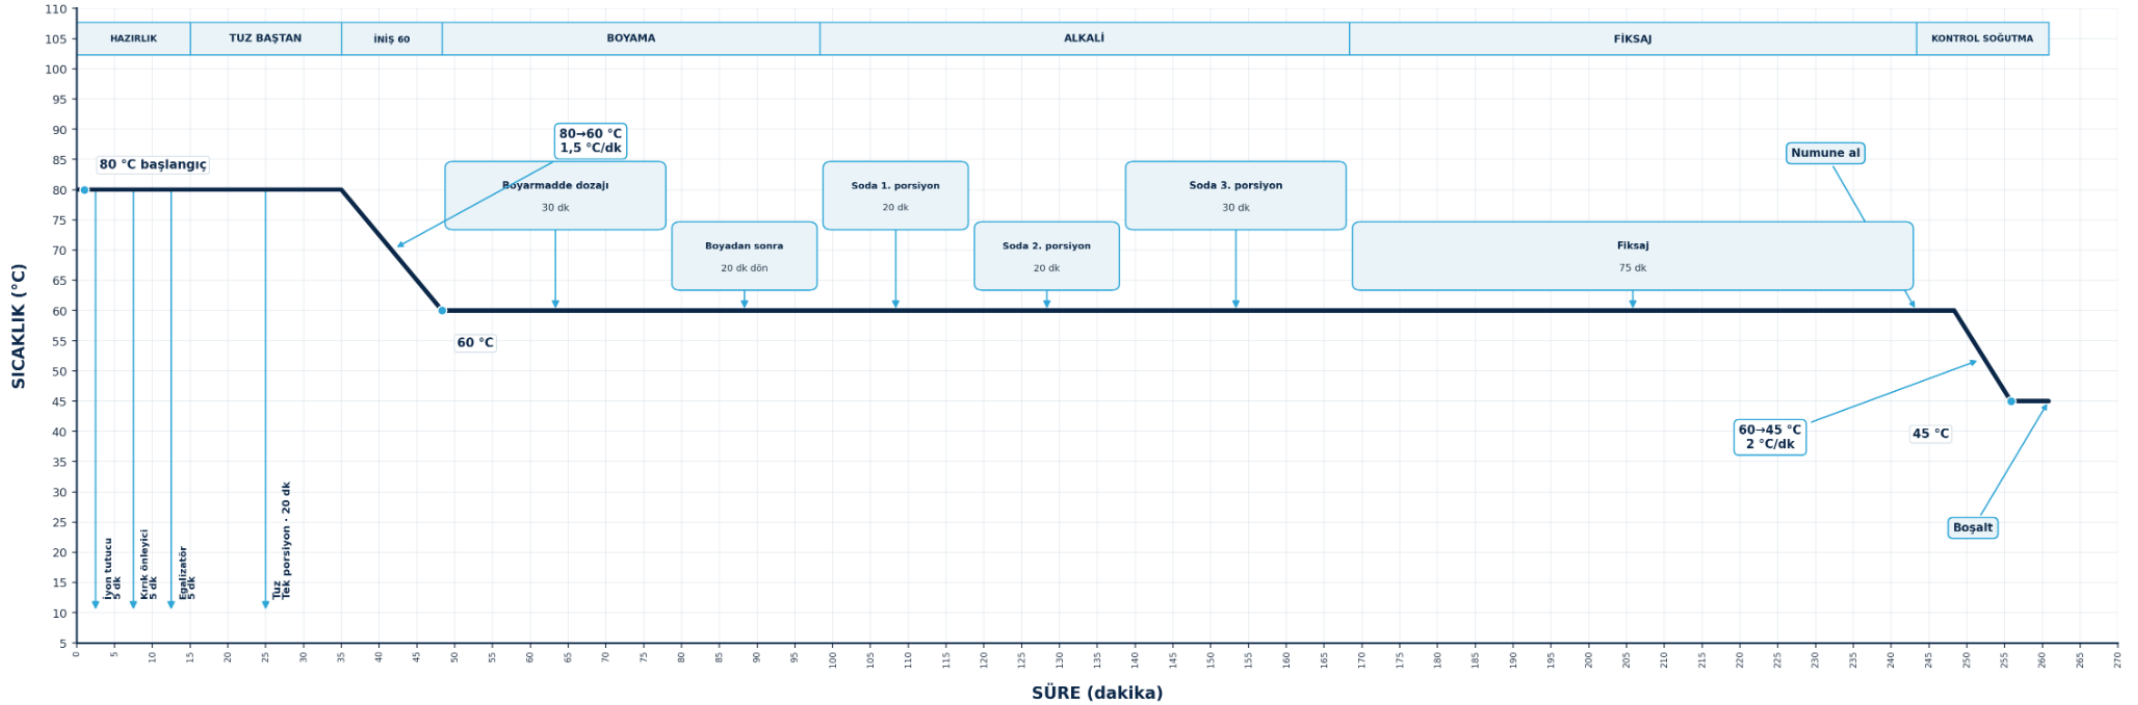 110
105
100
95
90
85
80
75
70
65
60
55
50
45
40
35
30
25
20
15
10
5
SICAKLIK (°C)
HAZIRLIK
TUZ BAŞTAN
İNİŞ 60
BOYAMA
ALKALİ
FİKSAJ
KONTROL SOĞUTMA
80 °C başlangıç
80→60 °C
1,5 °C/dk
Boyarmadde dozajı
30 dk
Boyadan sonra
20 dk dön
Soda 1. porsiyon
20 dk
Soda 2. porsiyon
20 dk
Soda 3. porsiyon
30 dk
Fiksaj
75 dk
Numune al
60 °C
60→45 °C
2 °C/dk
45 °C
Boşalt
İyon tutucu
5 dk
Kırık önleyici
5 dk
Egalizatör
5 dk
Tuz
Tek porsiyon · 20 dk
0 5 10 15 20 25 30 35 40 45 50 55 60 65 70 75 80 85 90 95 100 105 110 115 120 125 130 135 140 145 150 155 160 165 170 175 180 185 190 195 200 205 210 215 220 225 230 235 240 245 250 255 260 265 270
SÜRE (dakika)